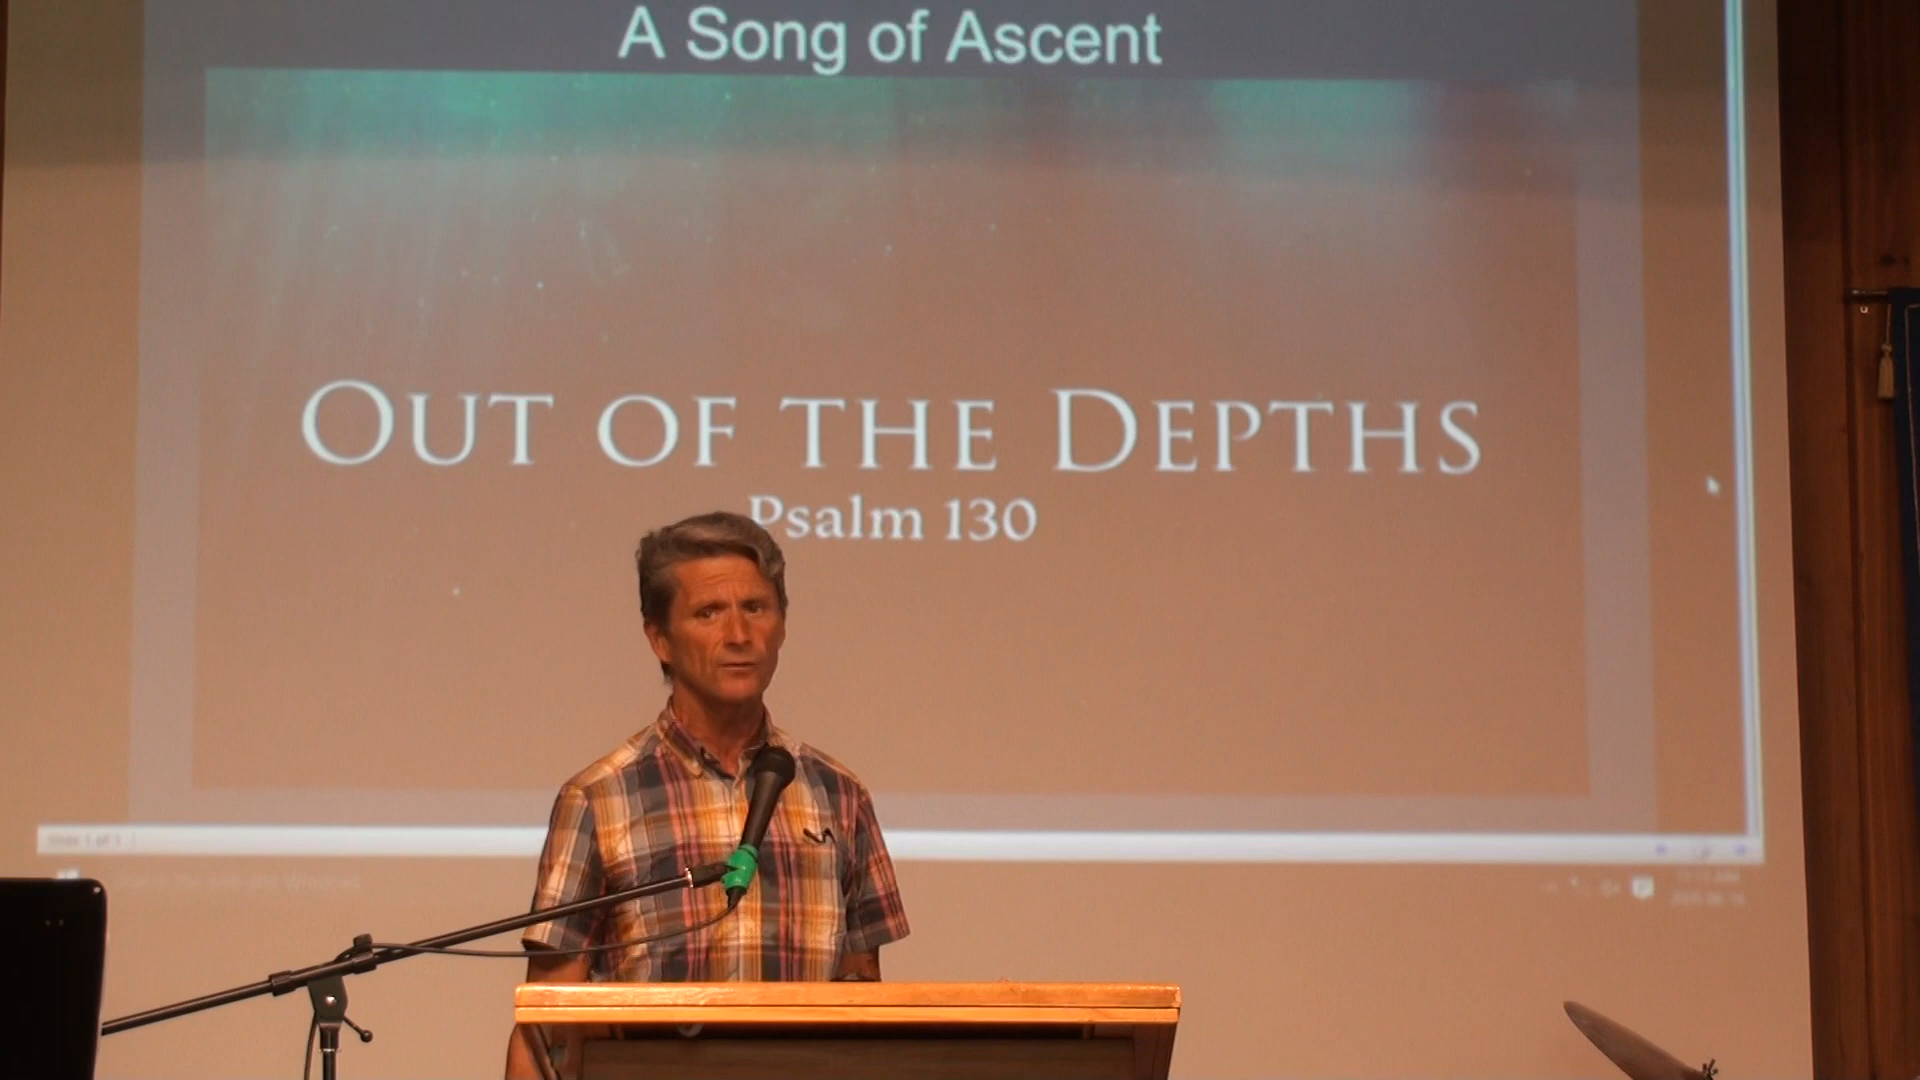 A Song of Ascent
OUT OF THE DEPTHS
Psalm 130